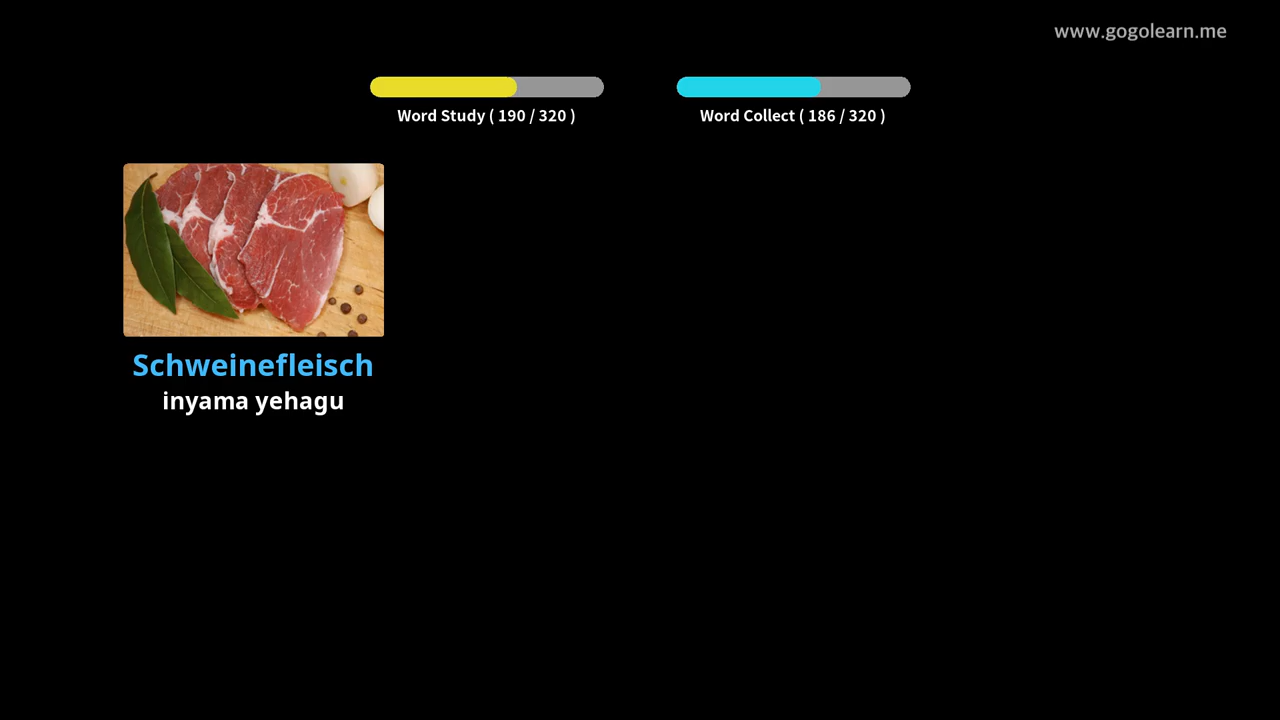 www.gogolearn.me
Word Study ( 190 / 320 )
Word Collect ( 186 / 320 )
Schweinefleisch
inyama yehagu